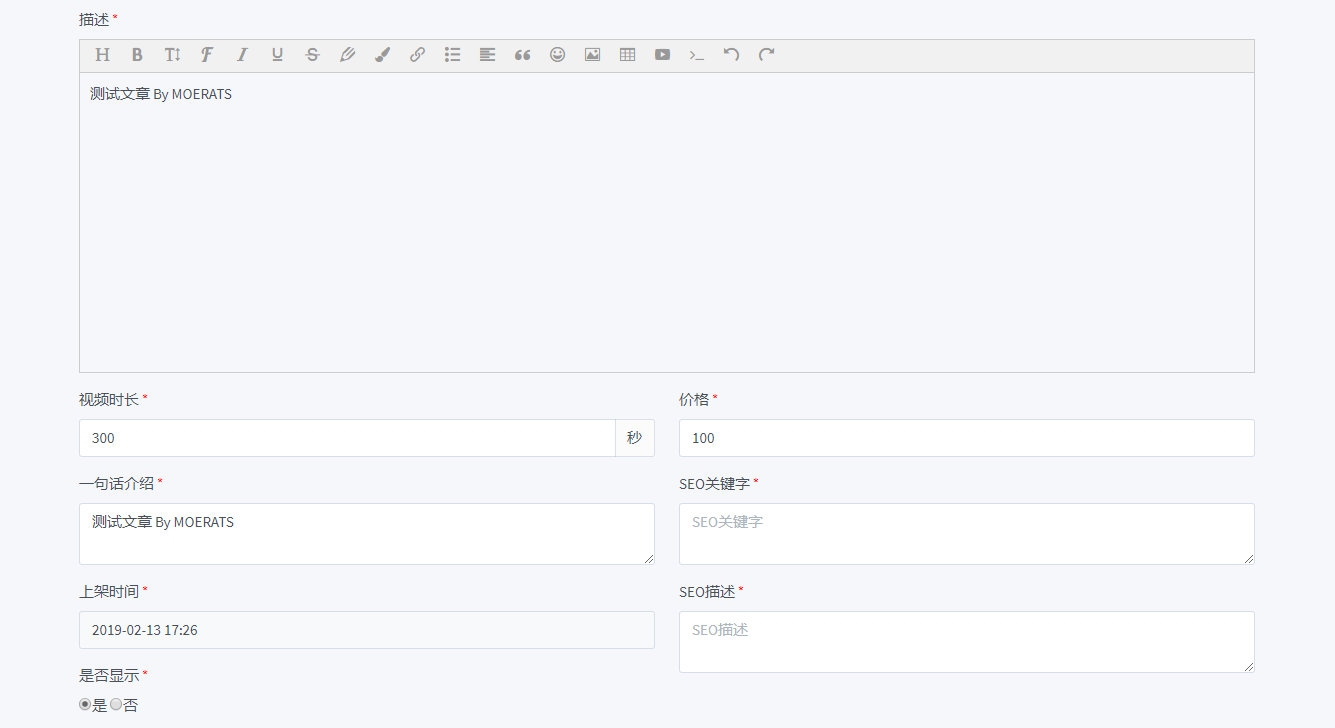 描述 *
测试文章 By MOERATS
视频时长 *
300 秒
价格 *
100
一句话介绍 *
测试文章 By MOERATS
SEO关键字 *
SEO关键字
上架时间 *
2019-02-13 17:26
SEO描述 *
SEO描述
是否显示 *
是 否